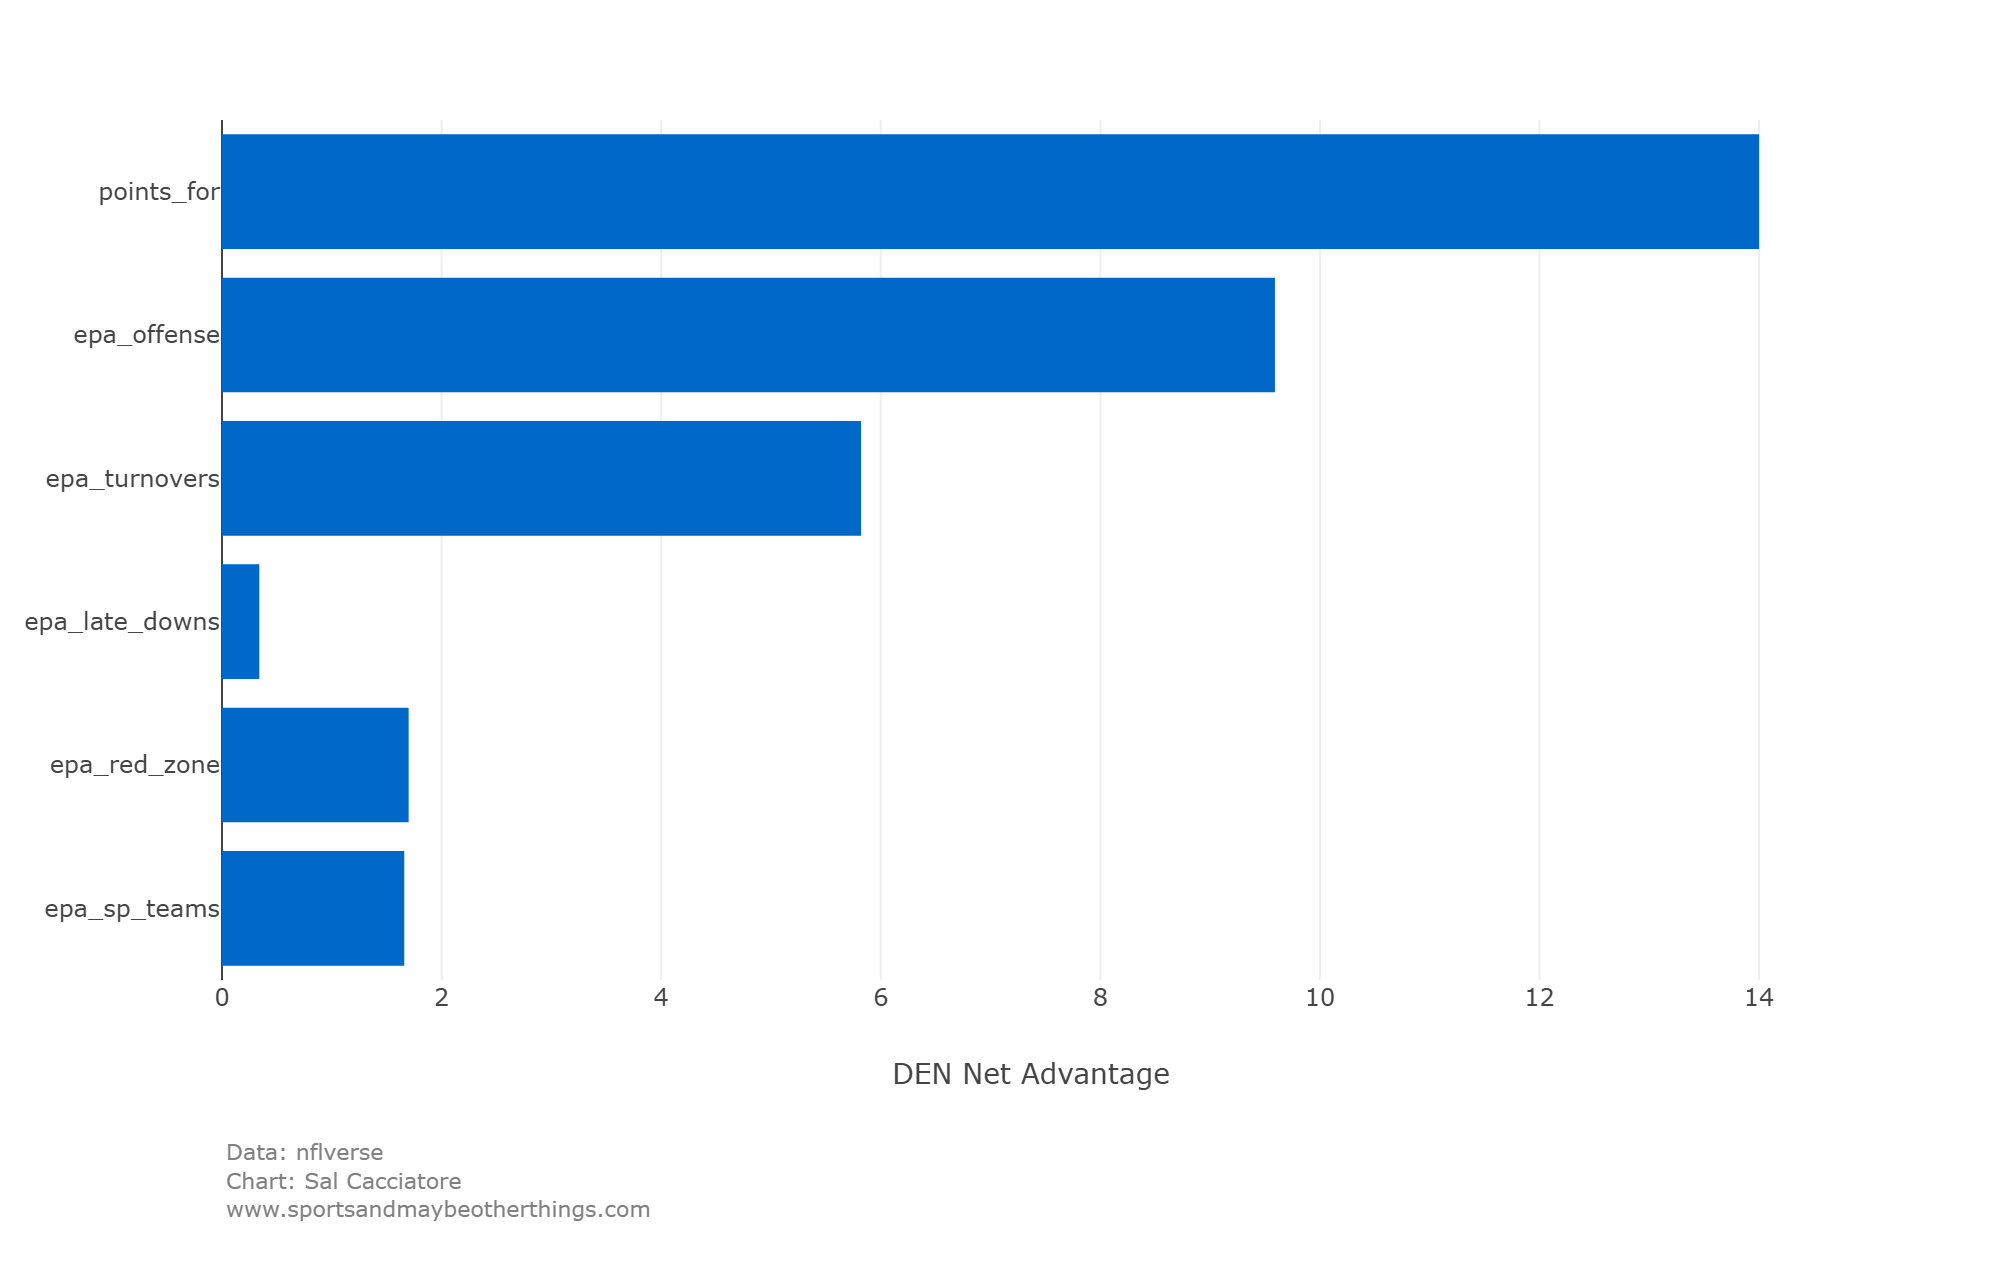 points_for
epa_offense
epa_turnovers
epa_late_downs
epa_red_zone
epa_sp_teams
0 2 4 6 8 10 12 14
DEN Net Advantage
Data: nflverse
Chart: Sal Cacciatore
www.sportsandmaybeotherthings.com